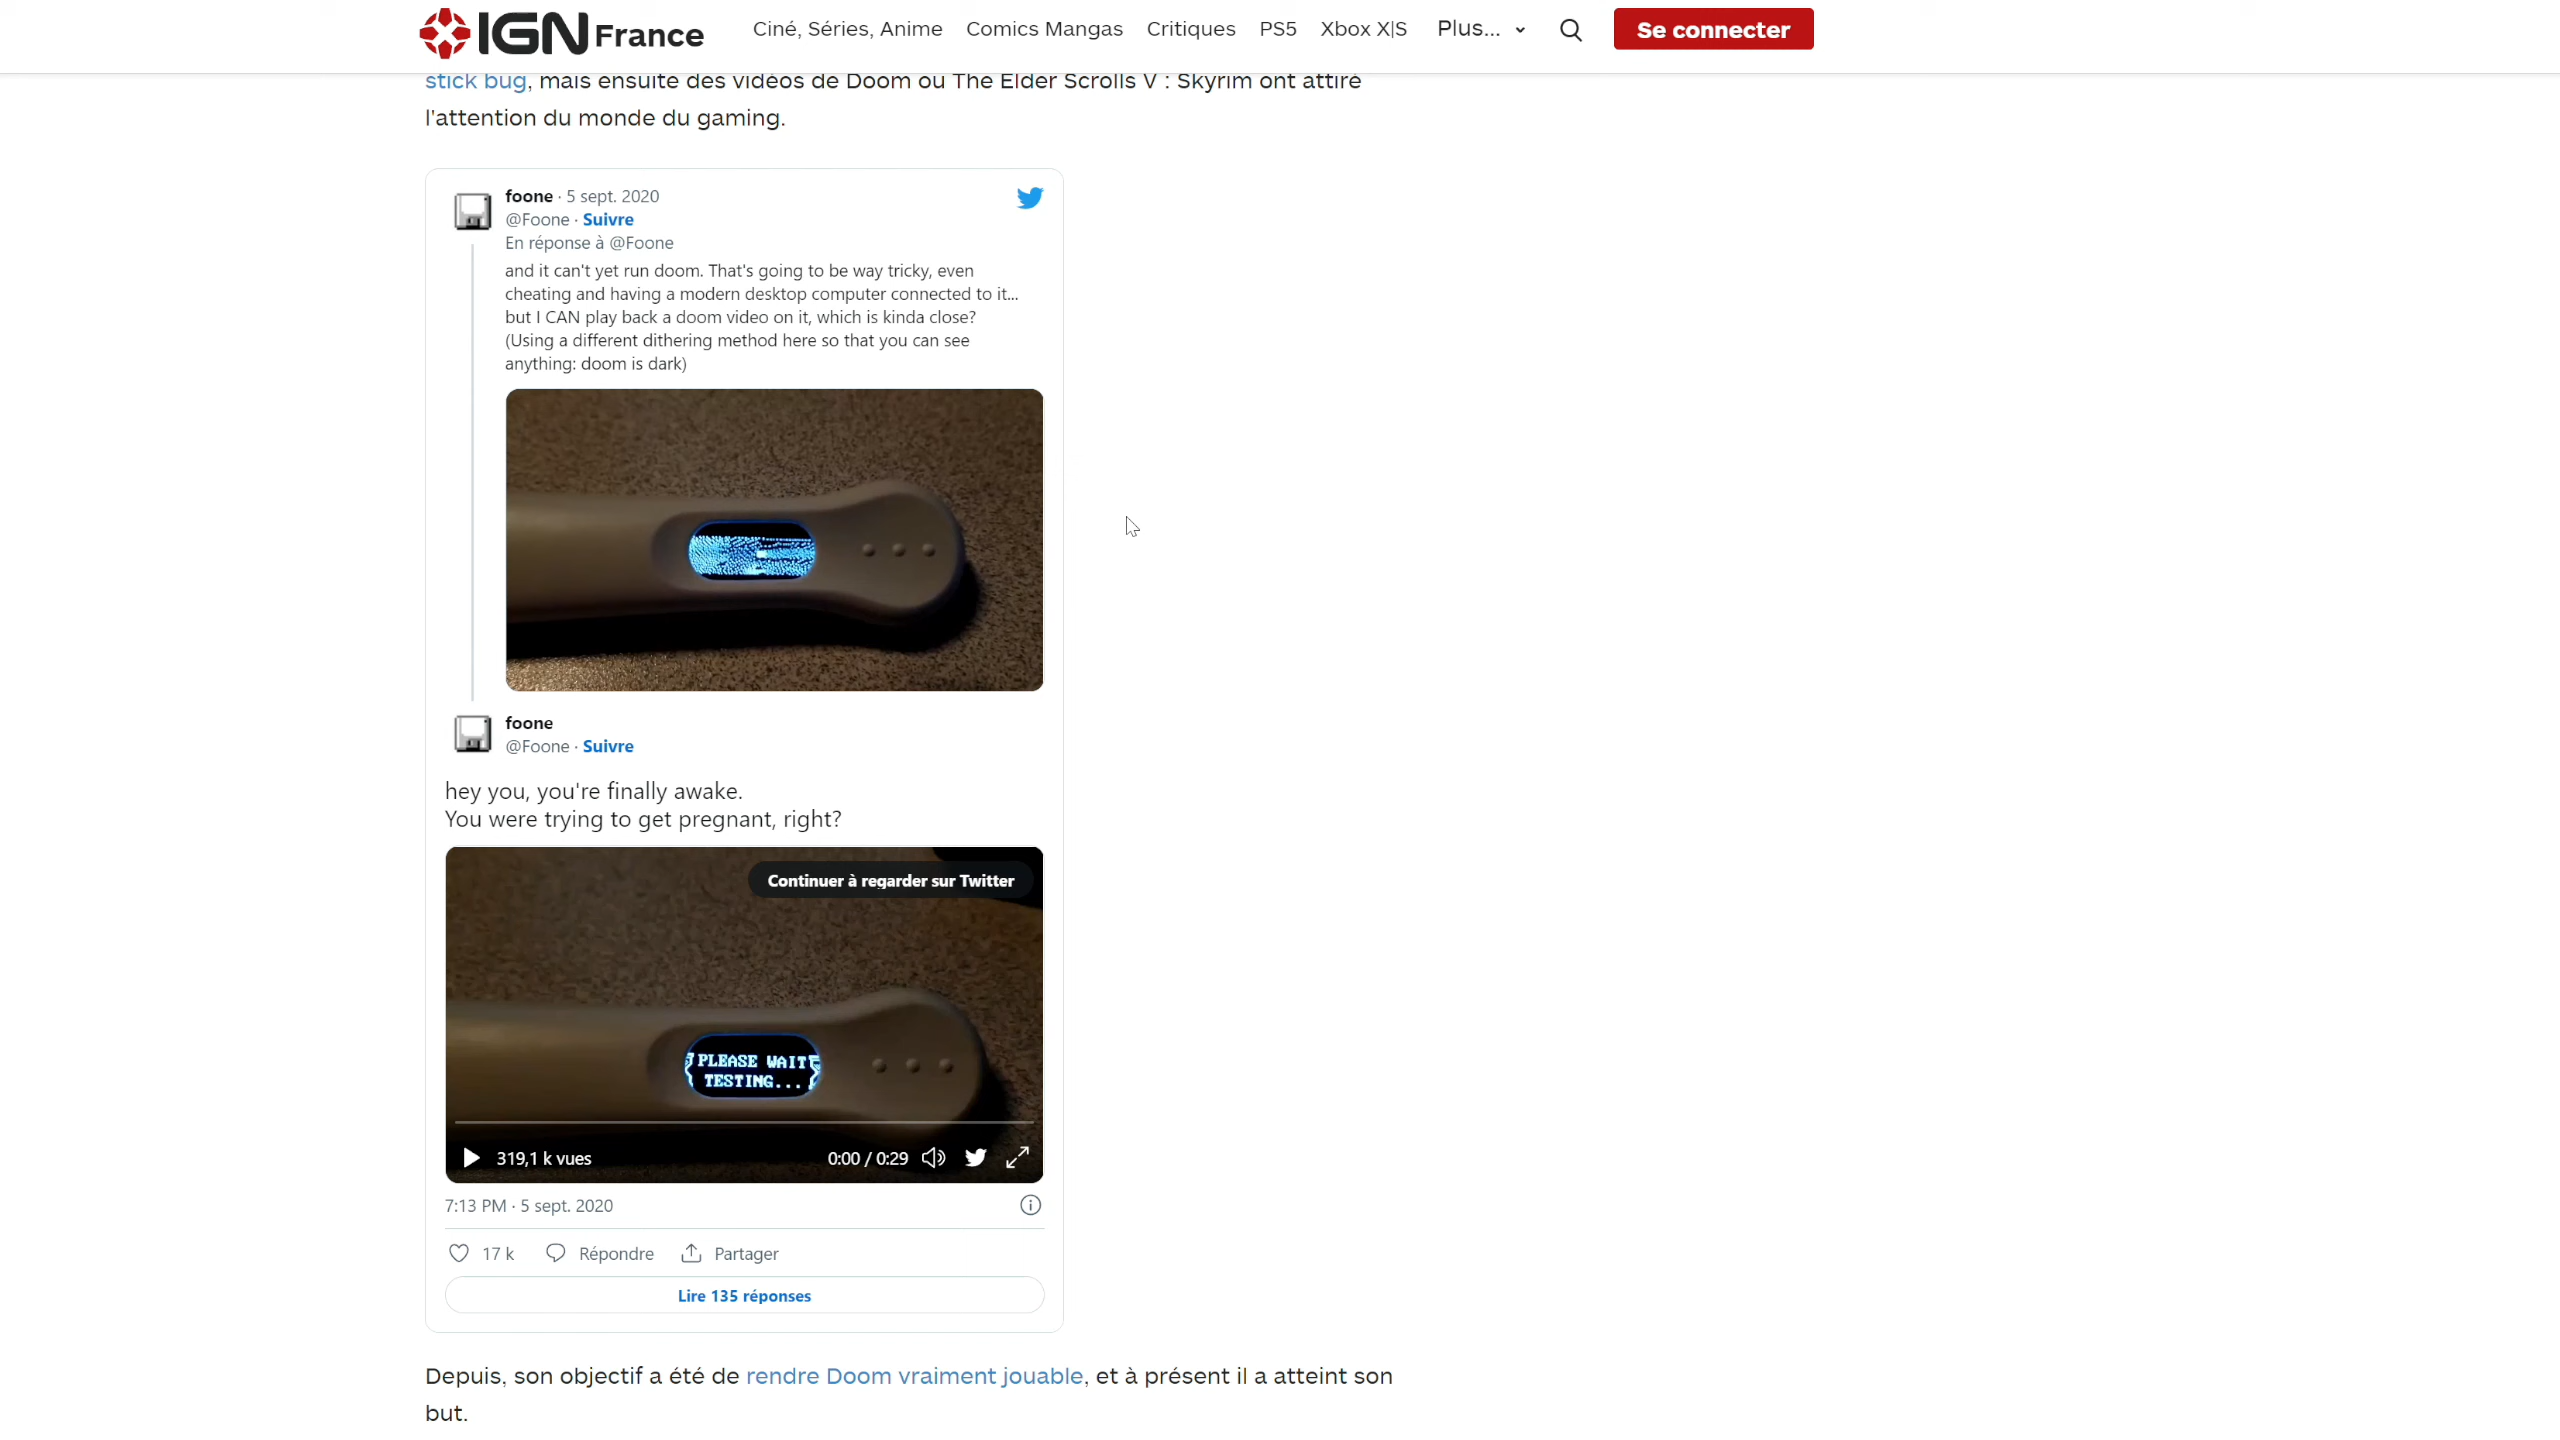 IGN France
Ciné, Séries, Anime Comics Mangas Critiques PS5 Xbox X|S Plus... Se connecter
stick bug, mais ensuite des vidéos de Doom ou The Elder Scrolls V : Skyrim ont attiré
l'attention du monde du gaming.
foone · 5 sept. 2020
@Foone · Suivre
En réponse à @Foone
and it can't yet run doom. That's going to be way tricky, even
cheating and having a modern desktop computer connected to it...
but I CAN play back a doom video on it, which is kinda close?
(Using a different dithering method here so that you can see
anything: doom is dark)
foone
@Foone · Suivre
hey you, you're finally awake.
You were trying to get pregnant, right?
Continuer à regarder sur Twitter
PLEASE WAIT
TESTING...
319,1 k vues 0:00 / 0:29
7:13 PM · 5 sept. 2020
17 k Répondre Partager
Lire 135 réponses
Depuis, son objectif a été de rendre Doom vraiment jouable, et à présent il a atteint son
but.